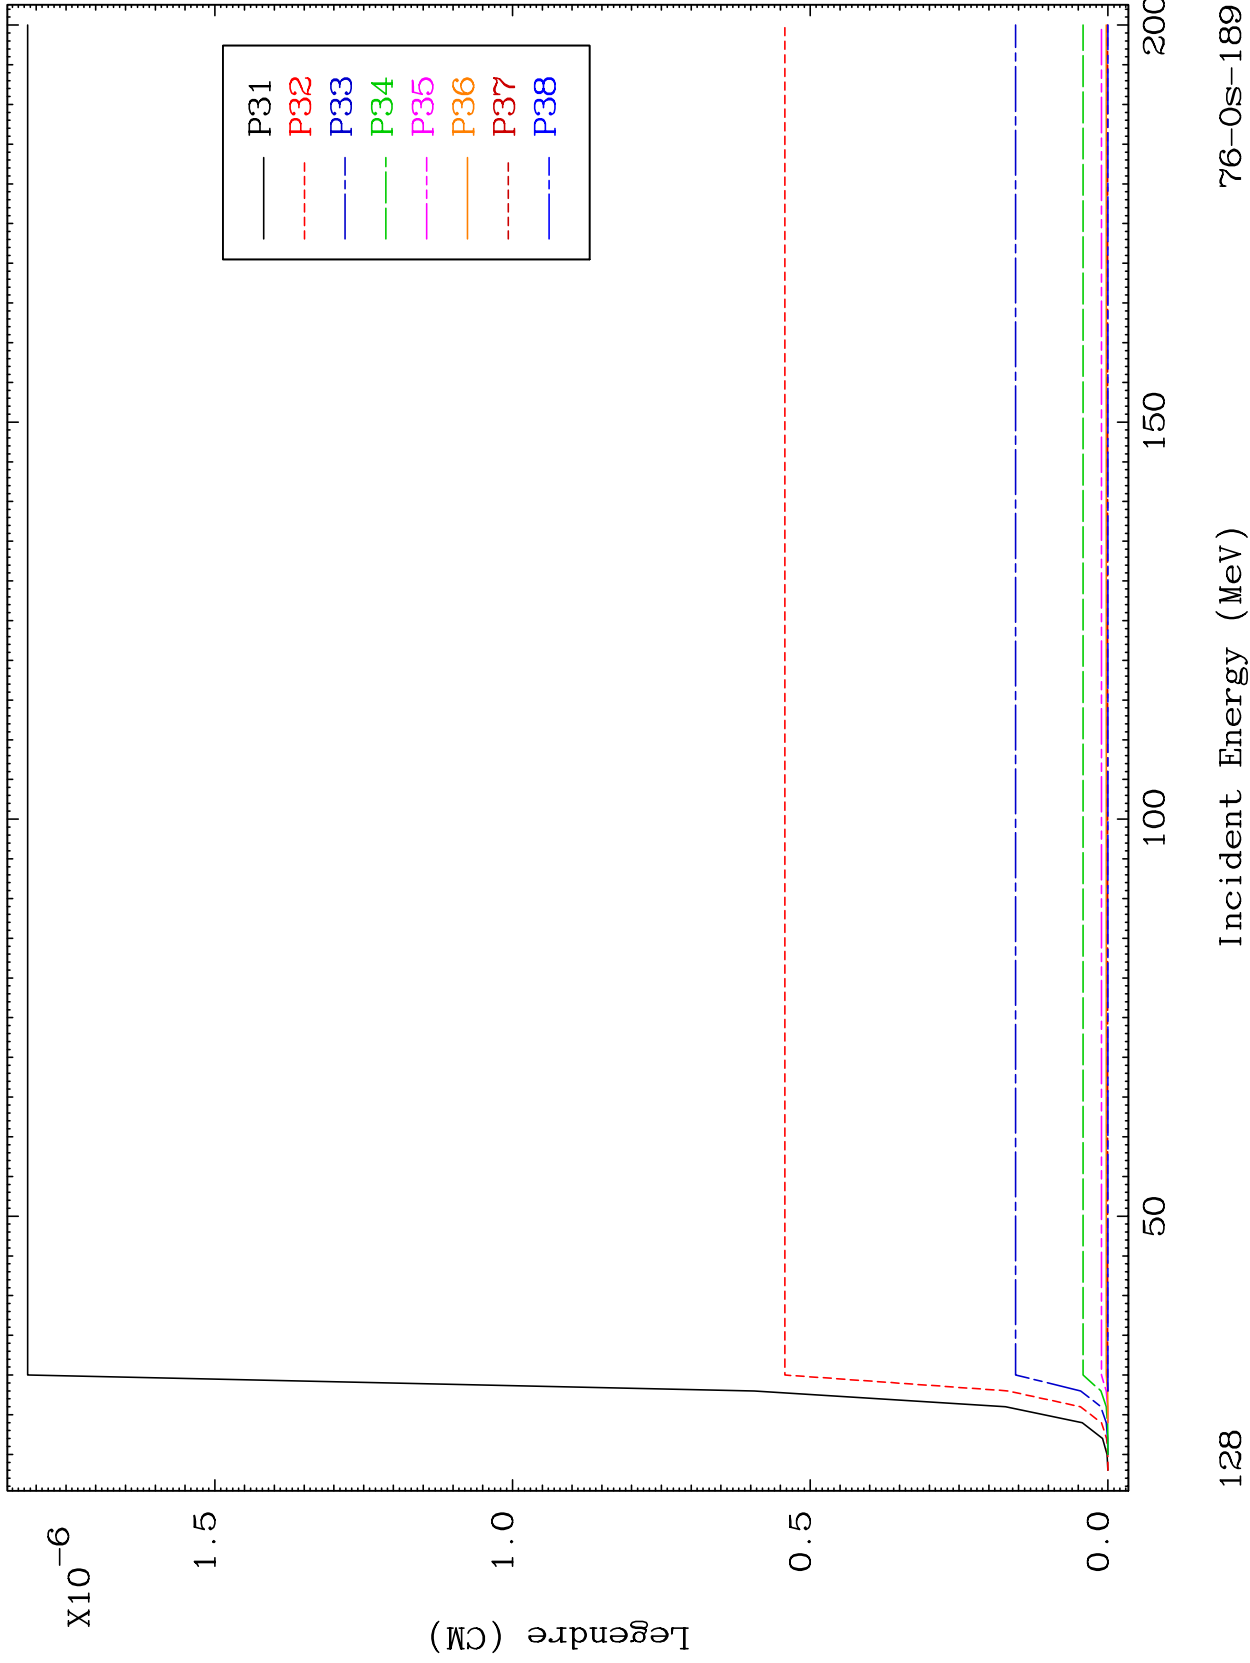 X10-6
1.5
1.0
0.5
0.0
Legendre (CM)
P31
P32
P33
P34
P35
P36
P37
P38
50
100
150
200
Incident Energy (MeV)
128
76-Os-189